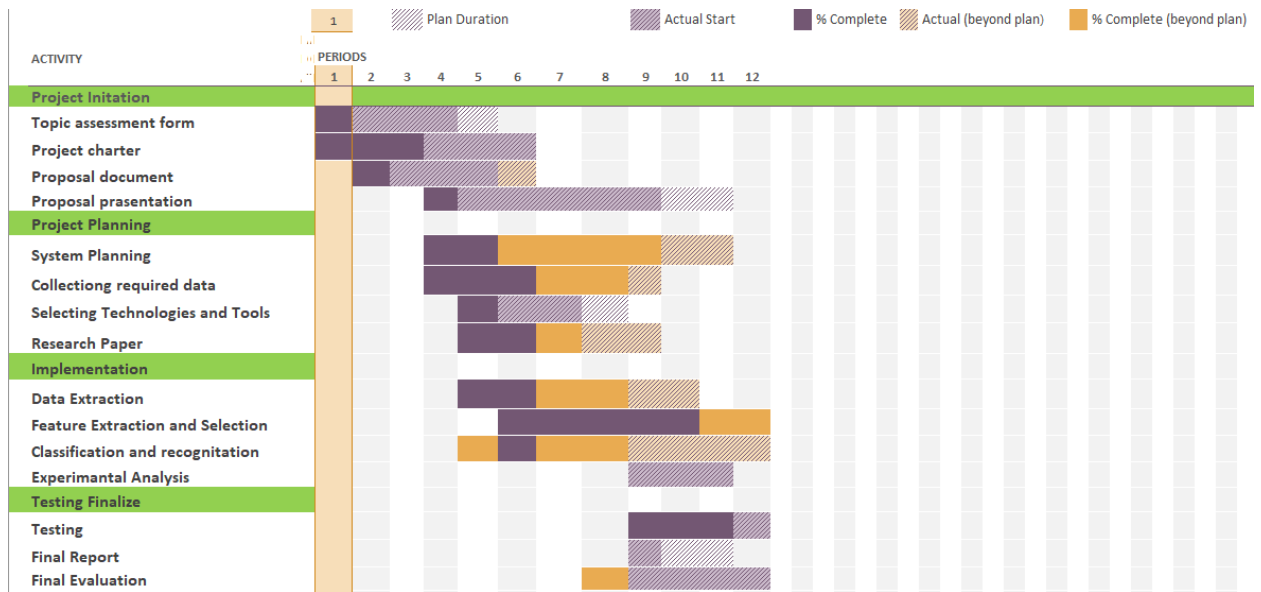 1 Plan Duration Actual Start % Complete Actual (beyond plan) % Complete (beyond plan)
ACTIVITY PERIODS
1 2 3 4 5 6 7 8 9 10 11 12
Project Initation
Topic assessment form
Project charter
Proposal document
Proposal prasentation
Project Planning
System Planning
Collectiong required data
Selecting Technologies and Tools
Research Paper
Implementation
Data Extraction
Feature Extraction and Selection
Classification and recognitation
Experimantal Analysis
Testing Finalize
Testing
Final Report
Final Evaluation